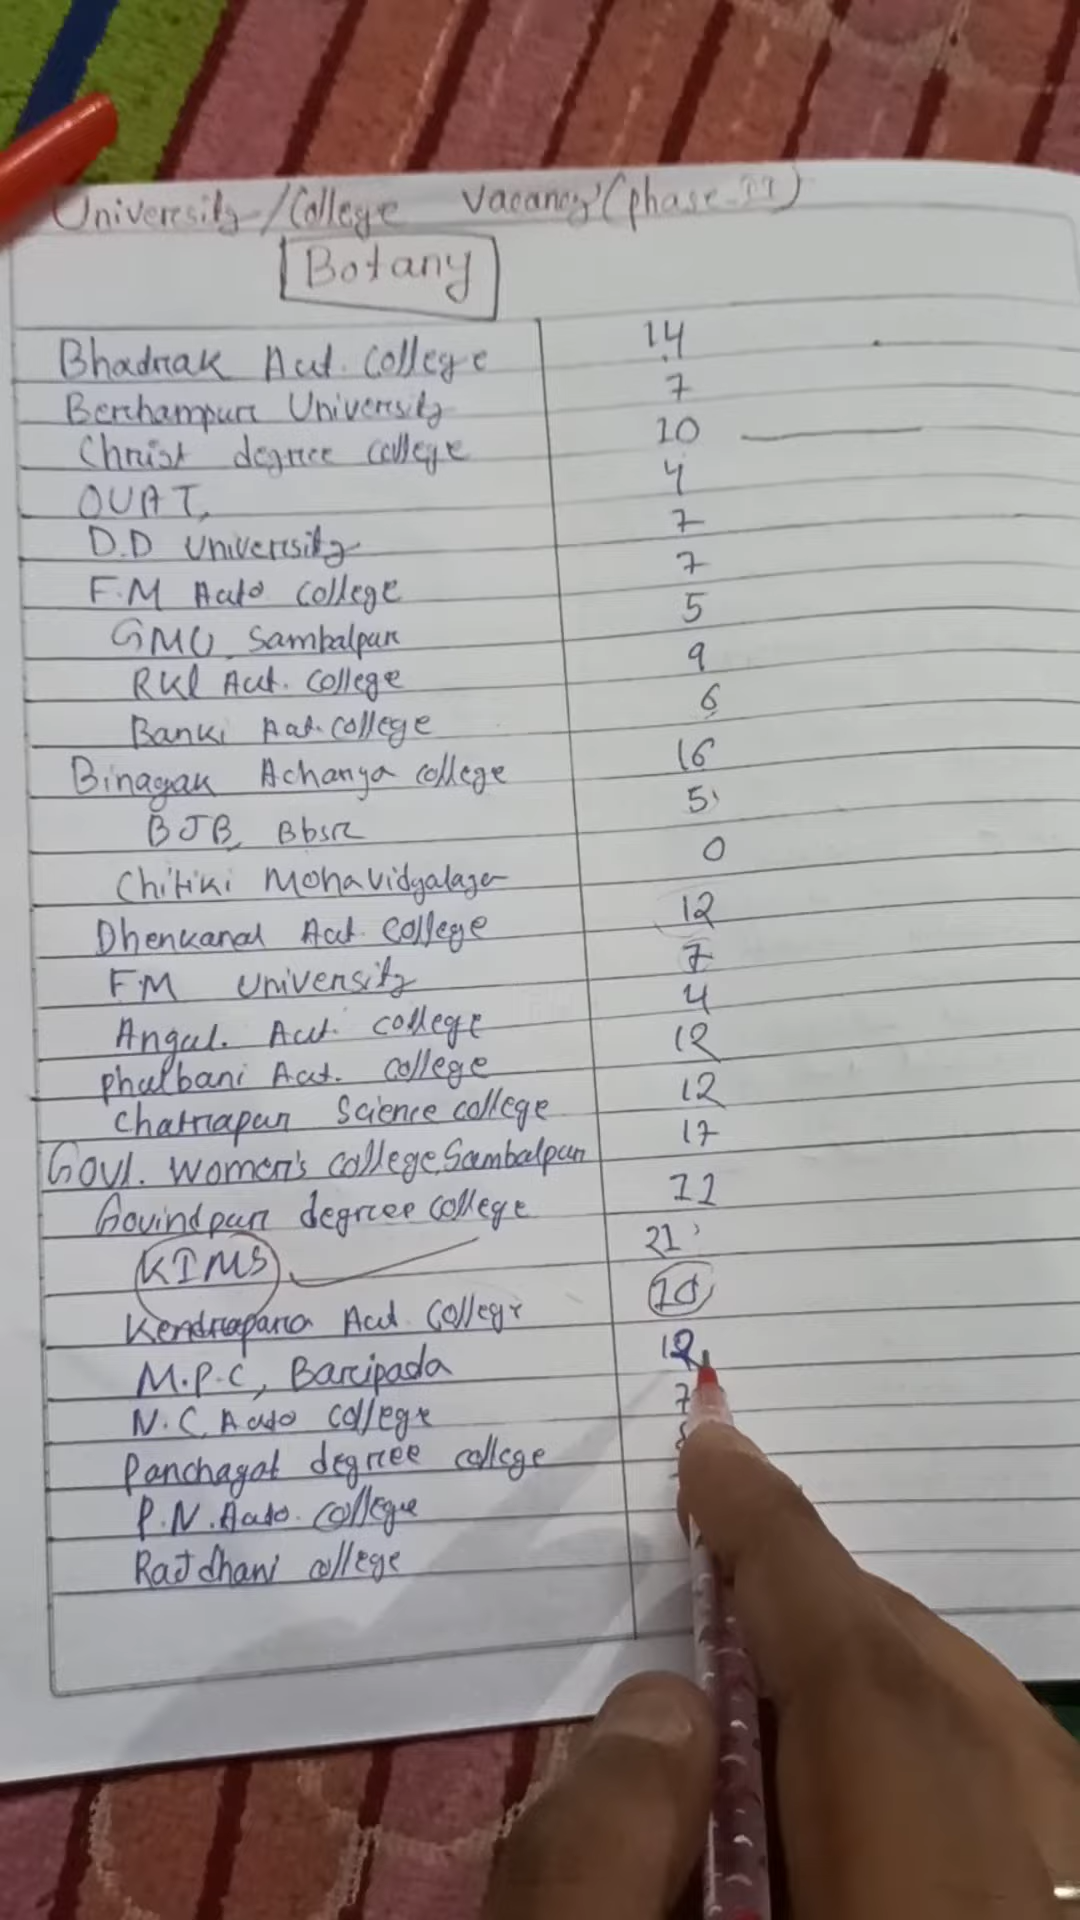 University/College Vacancy (phase-II)
Botany
Bhadrak Aut. College 14
Berhampur University 7
Christ degree college 10
OUAT, 4
D.D University 7
F.M Auto College 7
GMU, Sambalpur 5
RKL Aut. College 9
Banki Aut. College 6
Binayak Acharya College 16
BJB, Bbsr 5
Chitiki Mohavidyalaya 0
Dhenkanal Aut. College 12
F.M University 7
Angul. Aut. College 4
Phulbani Aut. College 12
Chatrapur Science college 12
Govt. Women's college, Sambalpur 17
Govindpur degree college 11
KIMS 21
Kendrapara Aut. College 10
M.P.C, Baripada 12
N.C, Auto College 7
Panchayat degree college
P.N. Auto. College
Rajdhani College